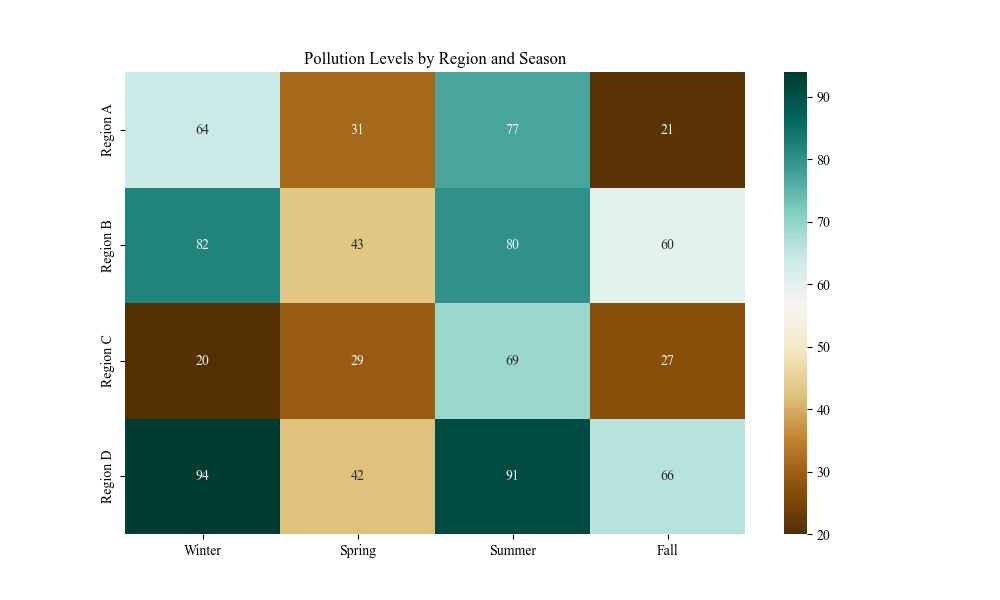 Pollution Levels by Region and Season
Region A
64 31 77 21
Region B
82 43 80 60
Region C
20 29 69 27
Region D
94 42 91 66
Winter Spring Summer Fall
90
80
70
60
50
40
30
20